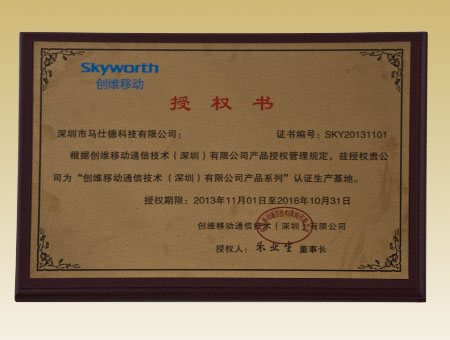 Skyworth
创维移动
授权书
深圳市马仕德科技有限公司： 证书编号：SKY20131101
根据创维移动通信技术（深圳）有限公司产品授权管理规定，兹授权贵公
司为“创维移动通信技术（深圳）有限公司产品系列”认证生产基地。
授权期限：2013年11月01日至2016年10月31日
创维移动通信技术（深圳）有限公司
授权人：朱业全 董事长